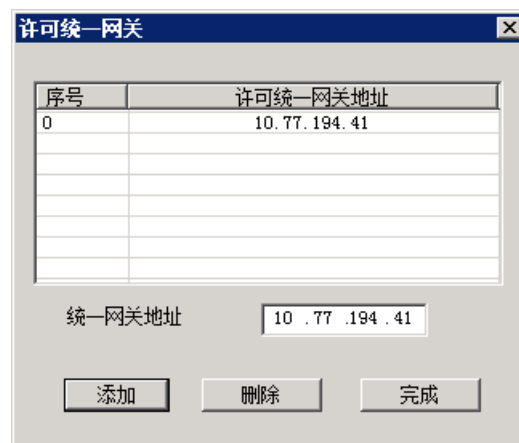 许可统一网关
序号 许可统一网关地址
0 10.77.194.41
统一网关地址 10 .77 .194 .41
添加 删除 完成